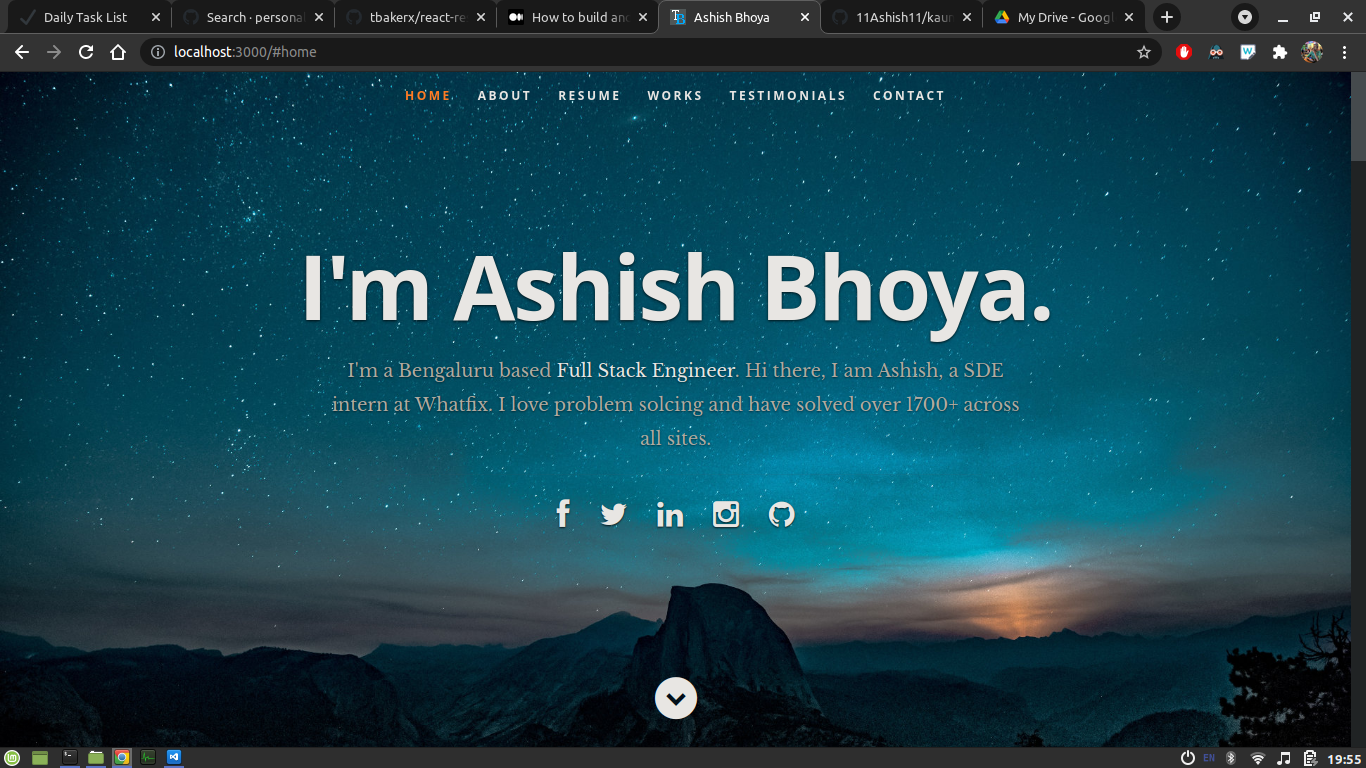 Daily Task List
Search · personal
tbakerx/react-re
How to build and
Ashish Bhoya
11Ashish11/kaur
My Drive - Googl
localhost:3000/#home
HOME ABOUT RESUME WORKS TESTIMONIALS CONTACT
I'm Ashish Bhoya.
I'm a Bengaluru based Full Stack Engineer. Hi there, I am Ashish, a SDE
intern at Whatfix. I love problem solcing and have solved over 1700+ across
all sites.
EN
19:55